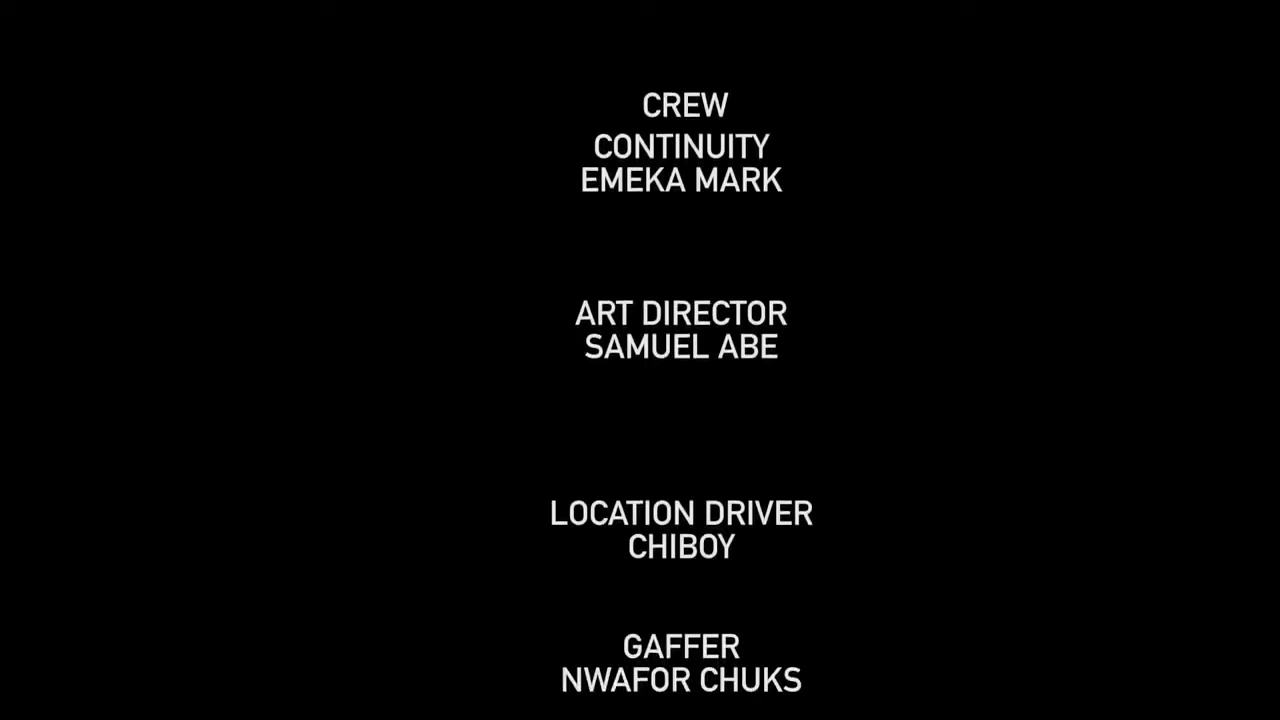 CREW
CONTINUITY
EMEKA MARK
ART DIRECTOR
SAMUEL ABE
LOCATION DRIVER
CHIBOY
GAFFER
NWAFOR CHUKS